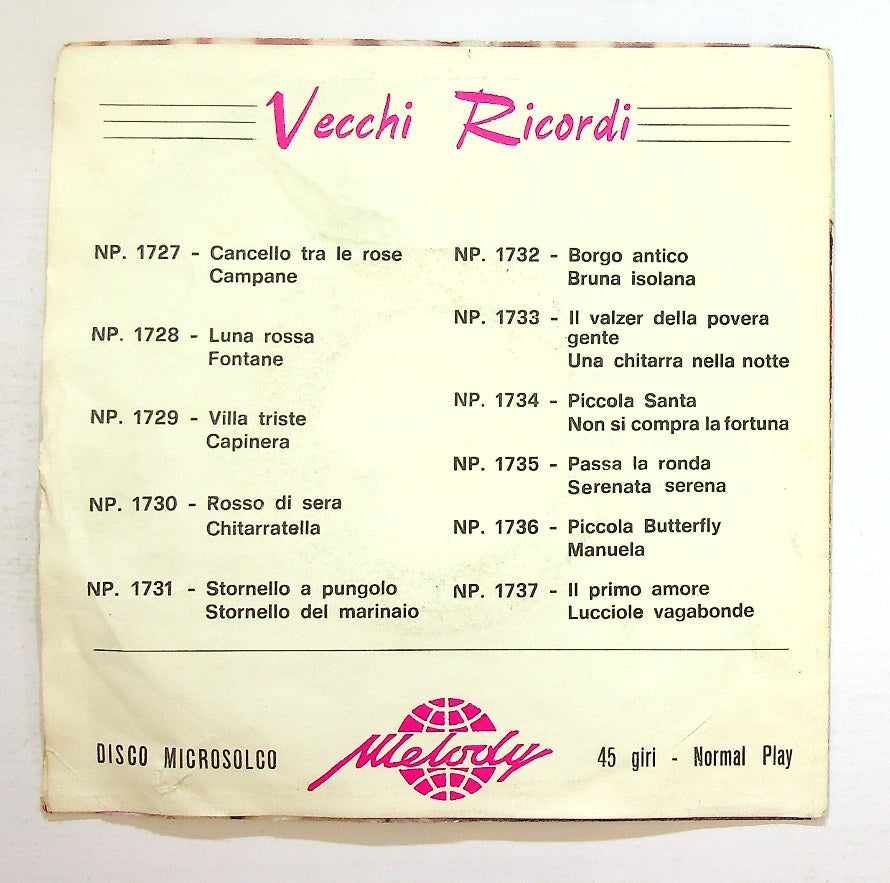 Vecchi Ricordi
NP. 1727 - Cancello tra le rose
Campane
NP. 1728 - Luna rossa
Fontane
NP. 1729 - Villa triste
Capinera
NP. 1730 - Rosso di sera
Chitarratella
NP. 1731 - Stornello a pungolo
Stornello del marinaio
NP. 1732 - Borgo antico
Bruna isolana
NP. 1733 - Il valzer della povera
gente
Una chitarra nella notte
NP. 1734 - Piccola Santa
Non si compra la fortuna
NP. 1735 - Passa la ronda
Serenata serena
NP. 1736 - Piccola Butterfly
Manuela
NP. 1737 - Il primo amore
Lucciole vagabonde
DISCO MICROSOLCO
Melody
45 giri - Normal Play